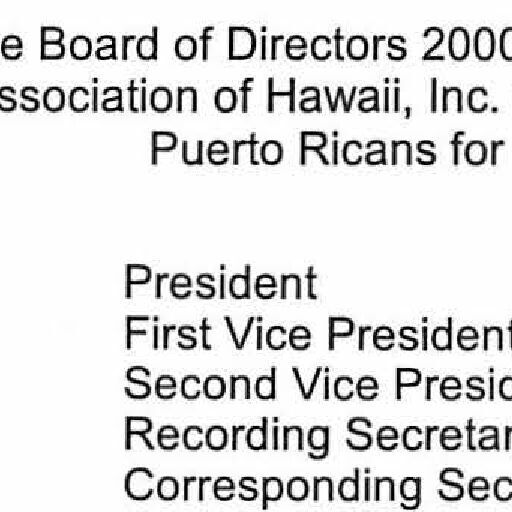 e Board of Directors 2000
ssociation of Hawaii, Inc.
Puerto Ricans for
President
First Vice President
Second Vice Presid
Recording Secretar
Corresponding Sec